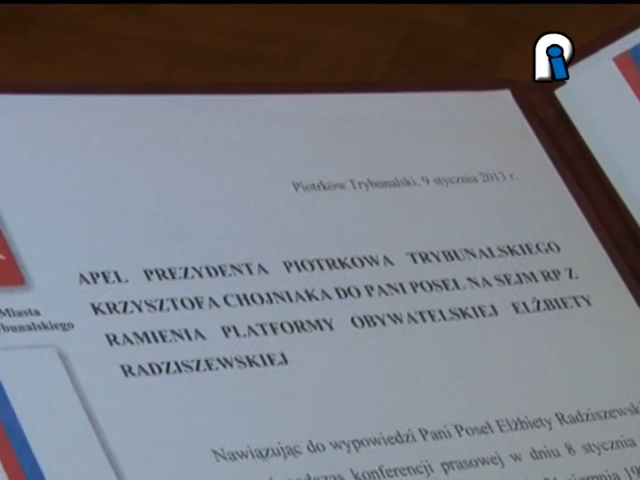 Piotrków Trybunalski, 9 stycznia 2013 r.
APEL PREZYDENTA PIOTRKOWA TRYBUNALSKIEGO
KRZYSZTOFA CHOJNIAKA DO PANI POSEŁ NA SEJM RP Z
RAMIENIA PLATFORMY OBYWATELSKIEJ ELŻBIETY
RADZISZEWSKIEJ
Miasta
bunalskiego
Nawiązując do wypowiedzi Pani Poseł Elżbiety Radziszewski
konferencji prasowej w dniu 8 stycznia